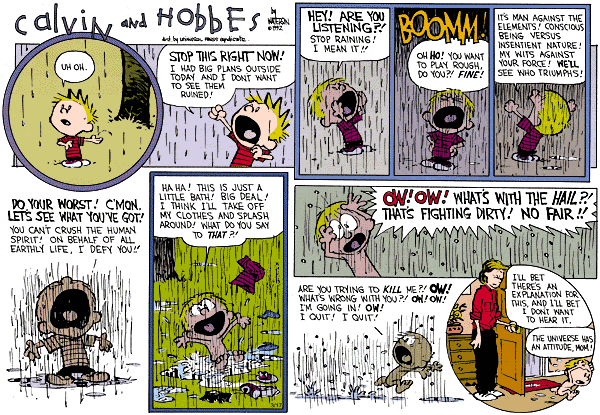 Calvin and Hobbes
by
WATTERSON
©1992
dist. by universal press syndicate
UH OH.
STOP THIS RIGHT NOW!
I HAD BIG PLANS OUTSIDE
TODAY AND I DON'T WANT
TO SEE THEM
RUINED!
HEY! ARE YOU
LISTENING?!
STOP RAINING!
I MEAN IT!!
BOOMM!
OH HO! YOU WANT
TO PLAY ROUGH,
DO YOU?! FINE!
IT'S MAN AGAINST THE
ELEMENTS! CONSCIOUS
BEING VERSUS
INSENTIENT NATURE!
MY WITS AGAINST
YOUR FORCE! WE'LL
SEE WHO TRIUMPHS!
DO YOUR WORST! C'MON.
LET'S SEE WHAT YOU'VE GOT!
YOU CAN'T CRUSH THE HUMAN
SPIRIT! ON BEHALF OF ALL
EARTHLY LIFE, I DEFY YOU!!
HA HA! THIS IS JUST A
LITTLE BATH! BIG DEAL!
I THINK I'LL TAKE OFF
MY CLOTHES AND SPLASH
AROUND! WHAT DO YOU SAY
TO THAT?!
OW! OW! WHAT'S WITH THE HAIL?!
THAT'S FIGHTING DIRTY! NO FAIR!!
ARE YOU TRYING TO KILL ME?! OW!
WHAT'S WRONG WITH YOU?! OW! OW!
I'M GOING IN! OW!
I QUIT! I QUIT!
I'LL BET
THERE'S AN
EXPLANATION FOR
THIS, AND I'LL BET
I DON'T WANT
TO HEAR IT.
THE UNIVERSE HAS
AN ATTITUDE, MOM!